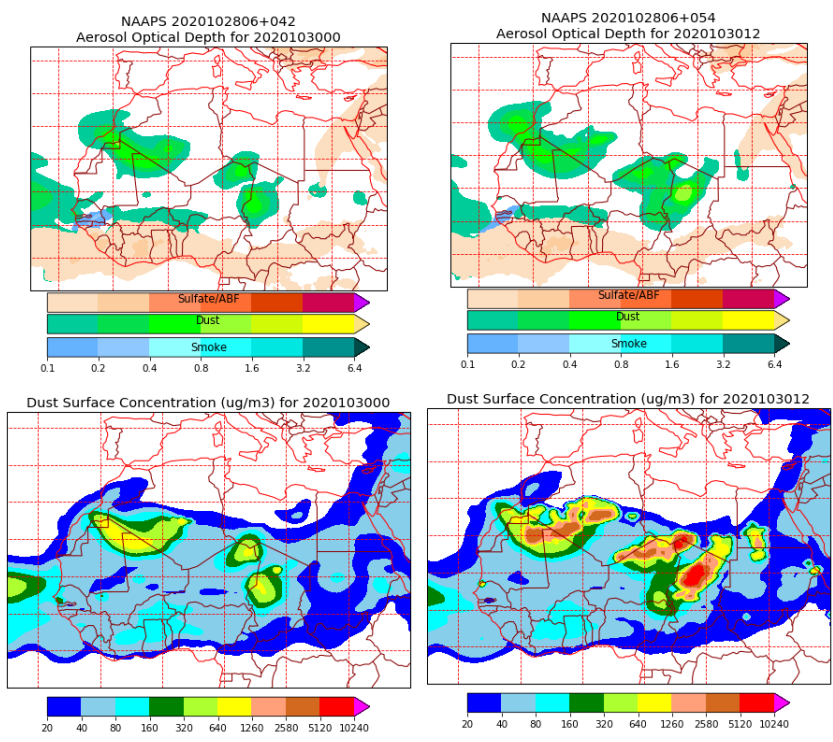 NAAPS 2020102806+042
Aerosol Optical Depth for 2020103000
Sulfate/ABF
Dust
Smoke
0.1 0.2 0.4 0.8 1.6 3.2 6.4
NAAPS 2020102806+054
Aerosol Optical Depth for 2020103012
Sulfate/ABF
Dust
Smoke
0.1 0.2 0.4 0.8 1.6 3.2 6.4
Dust Surface Concentration (ug/m3) for 2020103000
20 40 80 160 320 640 1260 2580 5120 10240
Dust Surface Concentration (ug/m3) for 2020103012
20 40 80 160 320 640 1260 2580 5120 10240